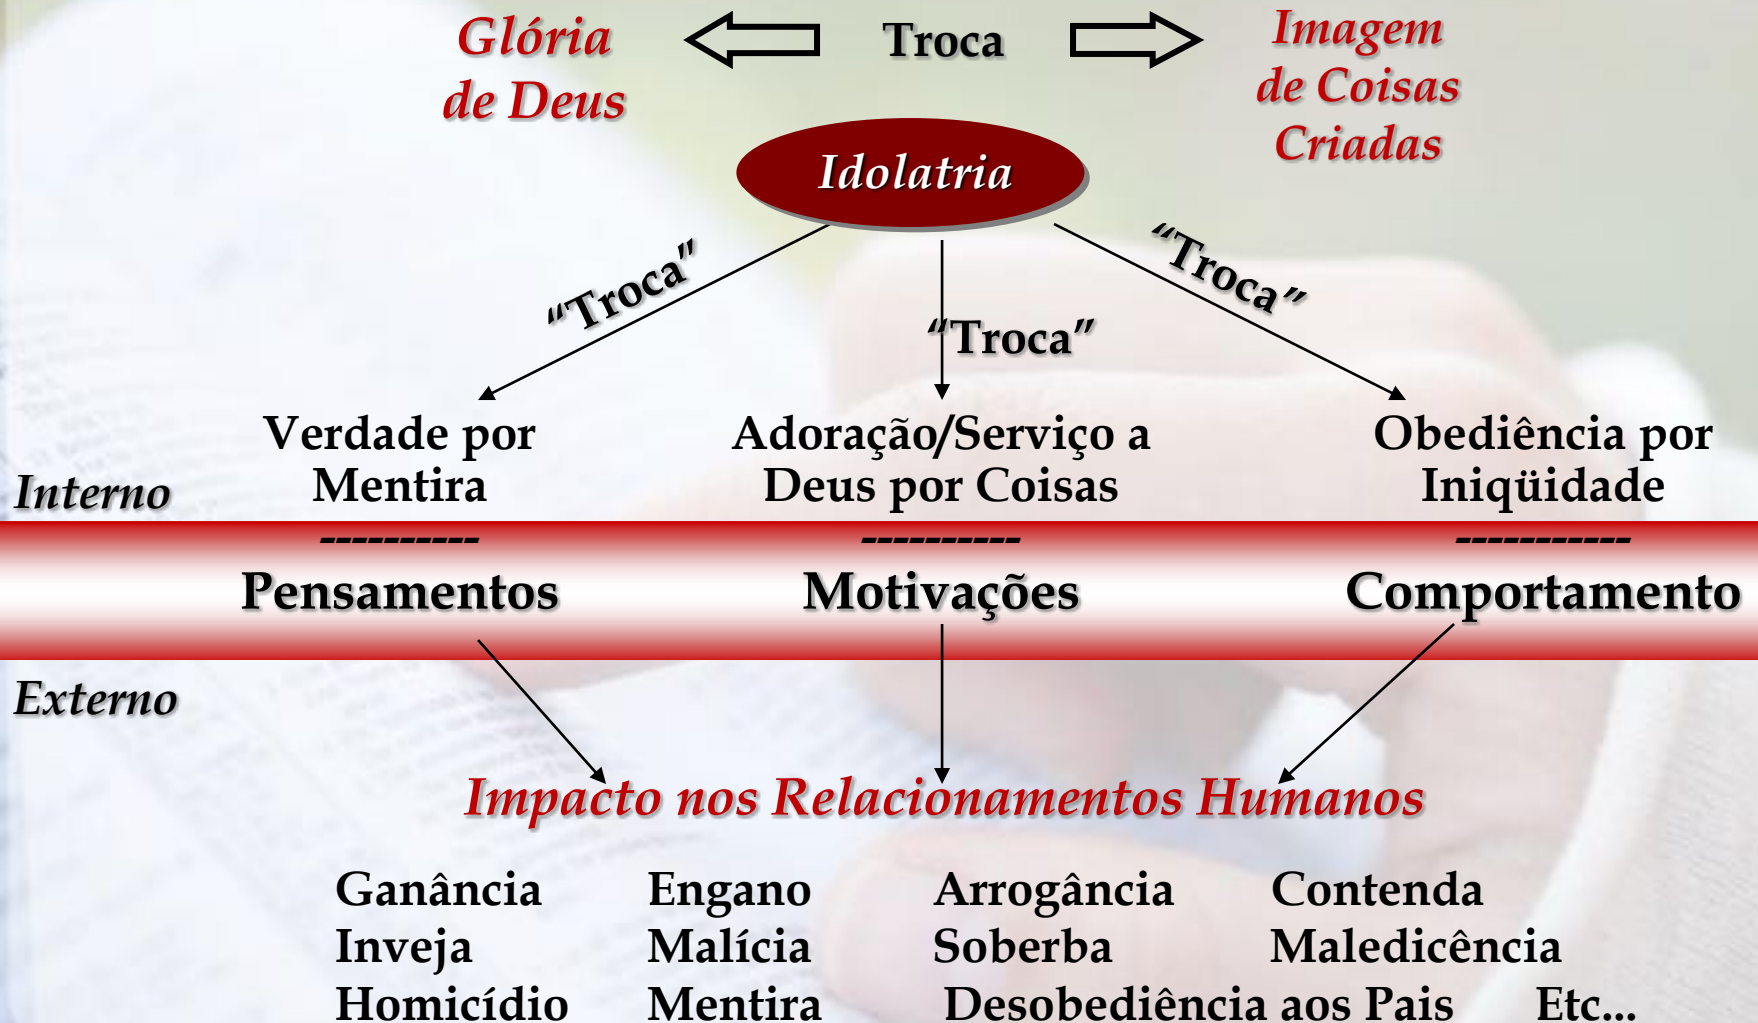 Glória
de Deus
Troca
Imagem
de Coisas
Criadas
Idolatria
“Troca”
“Troca”
“Troca”
Verdade por
Mentira
Adoração/Serviço a
Deus por Coisas
Obediência por
Iniqüidade
Interno
---------- ---------- -----------
Pensamentos Motivações Comportamento
Externo
Impacto nos Relacionamentos Humanos
Ganância Engano Arrogância Contenda
Inveja Malícia Soberba Maledicência
Homicídio Mentira Desobediência aos Pais Etc...